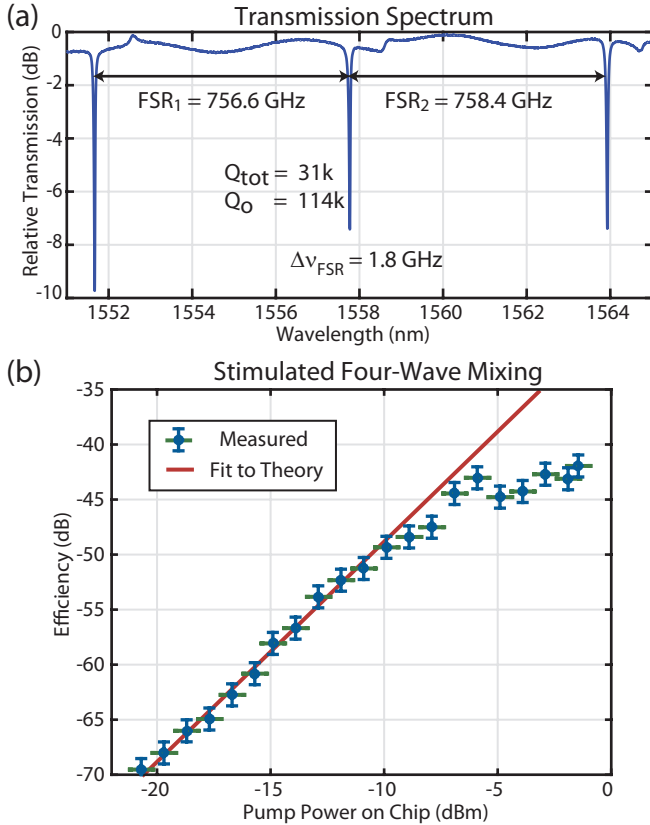 (a)
Transmission Spectrum
Relative Transmission (dB)
0
-2
-4
-6
-8
-10
FSR₁ = 756.6 GHz
FSR₂ = 758.4 GHz
Qtot = 31k
Qo = 114k
ΔνFSR = 1.8 GHz
1552
1554
1556
1558
1560
1562
1564
Wavelength (nm)
(b)
Stimulated Four-Wave Mixing
Efficiency (dB)
-35
-40
-45
-50
-55
-60
-65
-70
Measured
Fit to Theory
-20
-15
-10
-5
0
Pump Power on Chip (dBm)